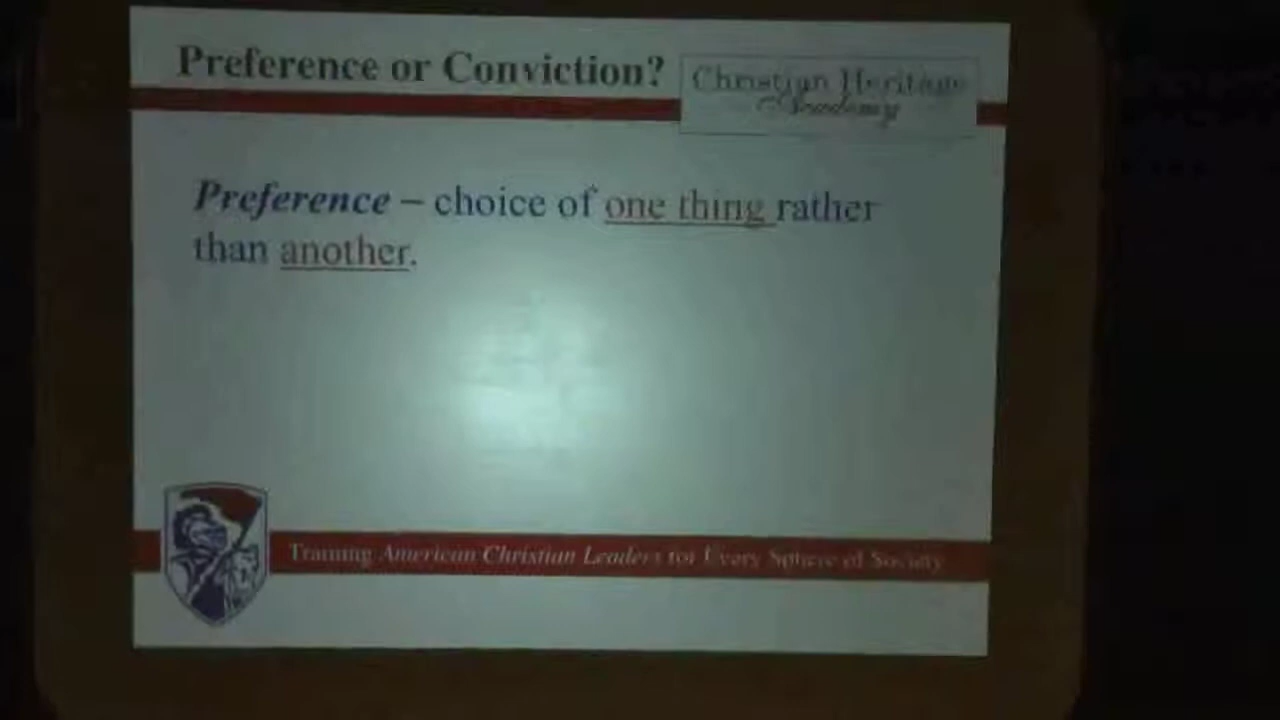 Preference or Conviction?
Christian Heritage
Academy
Preference – choice of one thing rather
than another.
Training American Christian Leaders for Every Sphere of Society